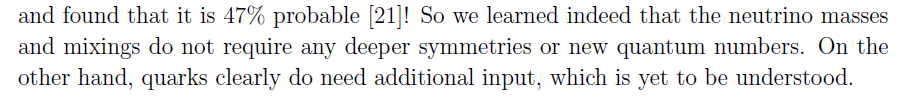 and found that it is 47% probable [21]! So we learned indeed that the neutrino masses
and mixings do not require any deeper symmetries or new quantum numbers. On the
other hand, quarks clearly do need additional input, which is yet to be understood.